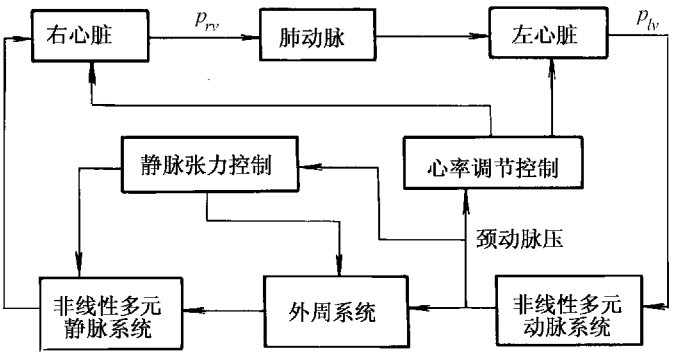 右心脏
p_rv
肺动脉
左心脏
p_lv
静脉张力控制
心率调节控制
颈动脉压
非线性多元
静脉系统
外周系统
非线性多元
动脉系统